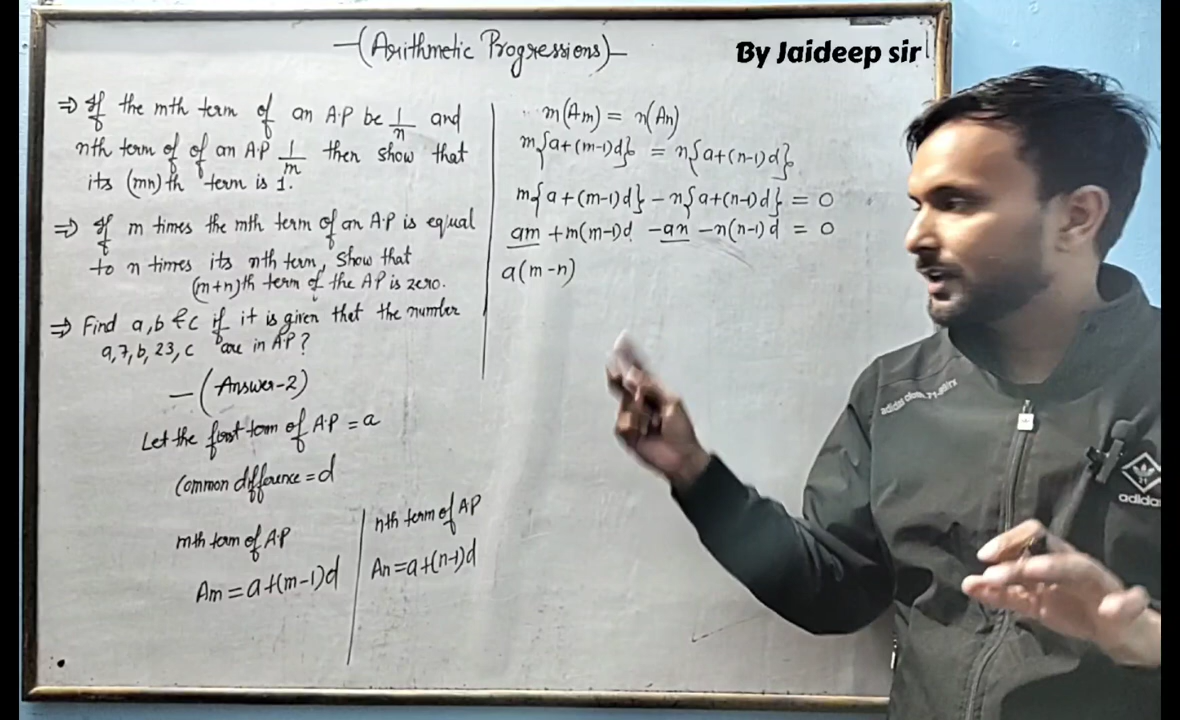 (Arithmetic Progressions)
By Jaideep sir
⇒ If the mth term of an A.P be 1/n and
nth term of of an A.P 1/m then show that
its (mn)th term is 1.
⇒ If m times the mth term of an A.P is equal
to n times its nth term, Show that
(m+n)th term of the AP is zero.
⇒ Find a, b & c if it is given that the number
a, 7, b, 23, c are in A.P?
(Answer-2)
Let the first term of A.P = a
Common difference = d
mth term of A.P
Am = a+(m-1)d
nth term of AP
An = a+(n-1)d
m(Am) = n(An)
m{a+(m-1)d} = n{a+(n-1)d}
m{a+(m-1)d} - n{a+(n-1)d} = 0
am + m(m-1)d - an - n(n-1)d = 0
a(m-n)
adidas